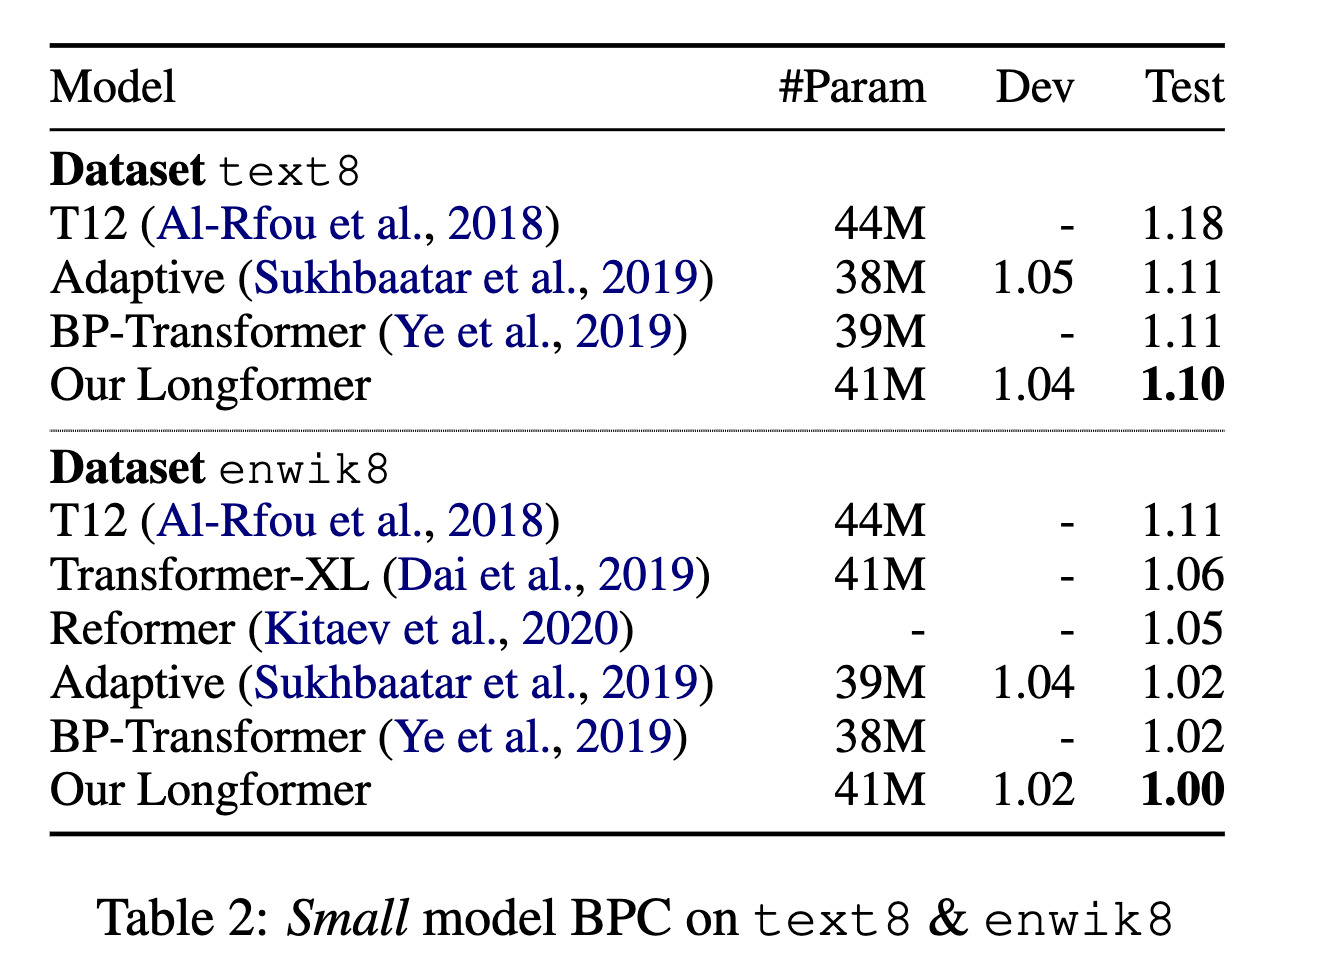 Model #Param Dev Test
Dataset text8
T12 (Al-Rfou et al., 2018) 44M - 1.18
Adaptive (Sukhbaatar et al., 2019) 38M 1.05 1.11
BP-Transformer (Ye et al., 2019) 39M - 1.11
Our Longformer 41M 1.04 1.10
Dataset enwik8
T12 (Al-Rfou et al., 2018) 44M - 1.11
Transformer-XL (Dai et al., 2019) 41M - 1.06
Reformer (Kitaev et al., 2020) - - 1.05
Adaptive (Sukhbaatar et al., 2019) 39M 1.04 1.02
BP-Transformer (Ye et al., 2019) 38M - 1.02
Our Longformer 41M 1.02 1.00
Table 2: Small model BPC on text8 & enwik8